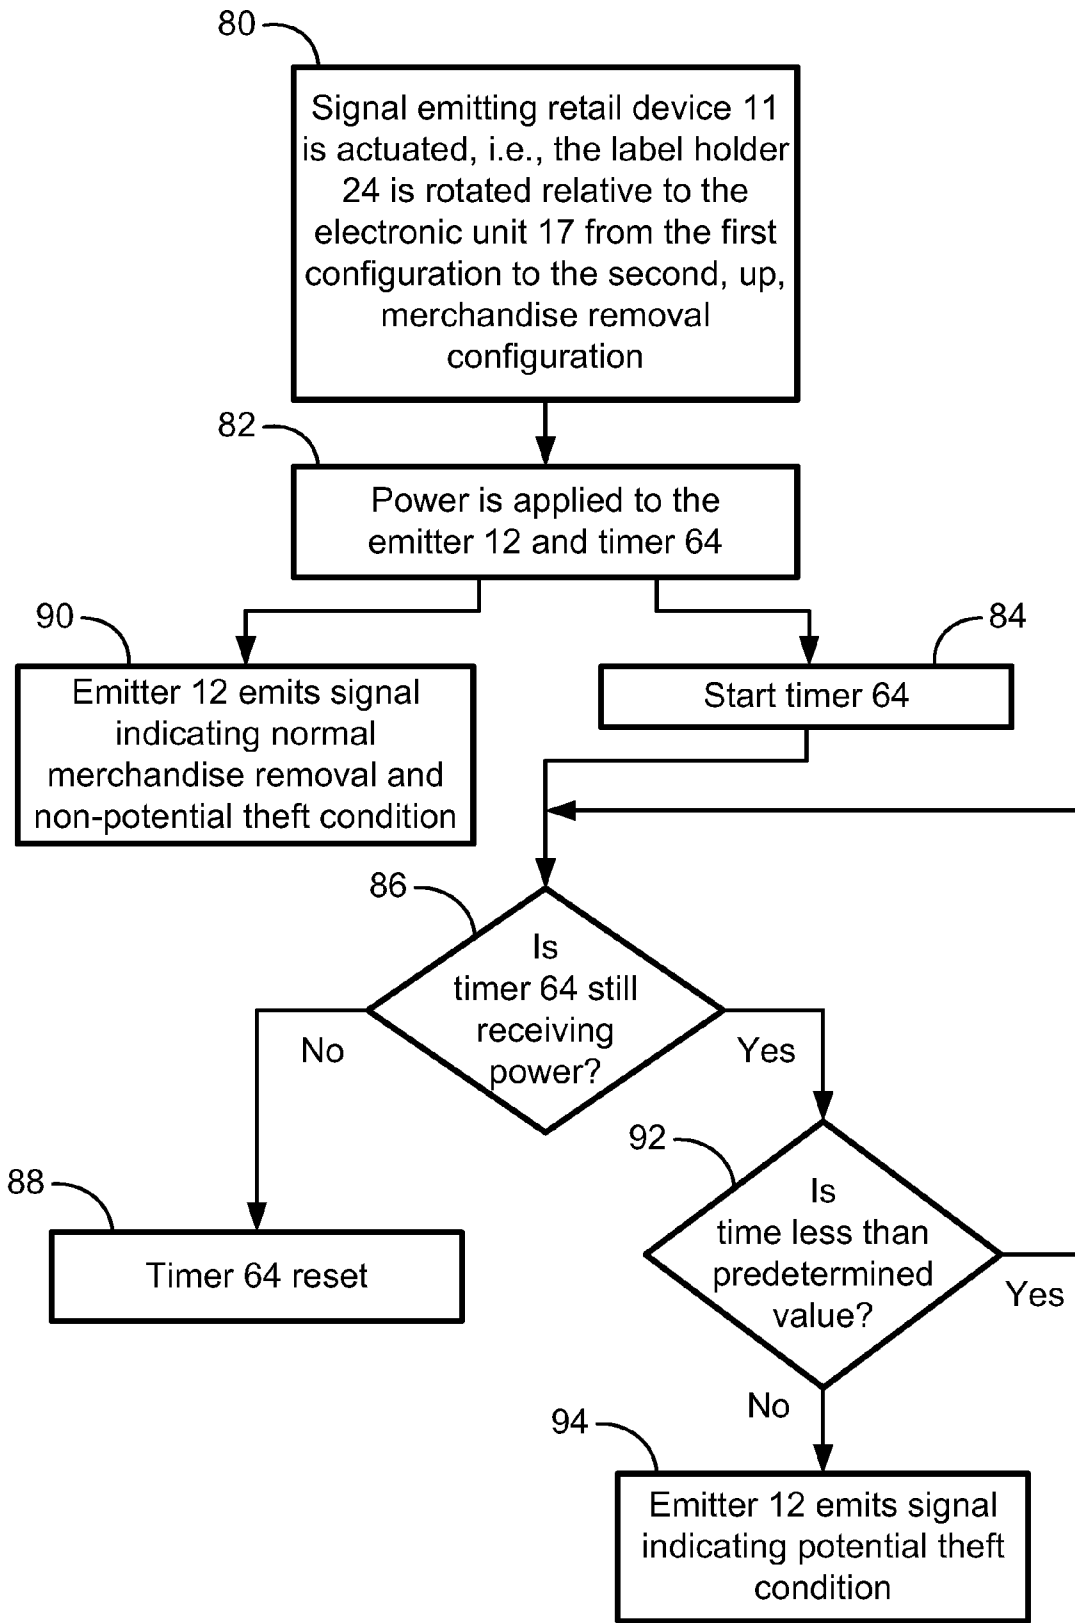 80
Signal emitting retail device 11
is actuated, i.e., the label holder
24 is rotated relative to the
electronic unit 17 from the first
configuration to the second, up,
merchandise removal
configuration
82
Power is applied to the
emitter 12 and timer 64
90
Emitter 12 emits signal
indicating normal
merchandise removal and
non-potential theft condition
84
Start timer 64
86
Is
timer 64 still
receiving
power?
No
Yes
88
Timer 64 reset
92
Is
time less than
predetermined
value?
Yes
No
94
Emitter 12 emits signal
indicating potential theft
condition